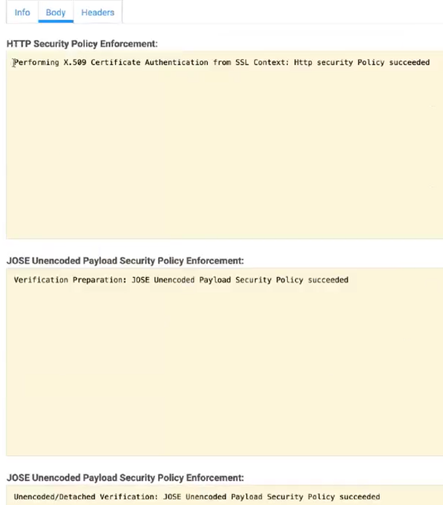 Info Body Headers
HTTP Security Policy Enforcement:
Performing X.509 Certificate Authentication from SSL Context: Http security Policy succeeded
JOSE Unencoded Payload Security Policy Enforcement:
Verification Preparation: JOSE Unencoded Payload Security Policy succeeded
JOSE Unencoded Payload Security Policy Enforcement:
Unencoded/Detached Verification: JOSE Unencoded Payload Security Policy succeeded